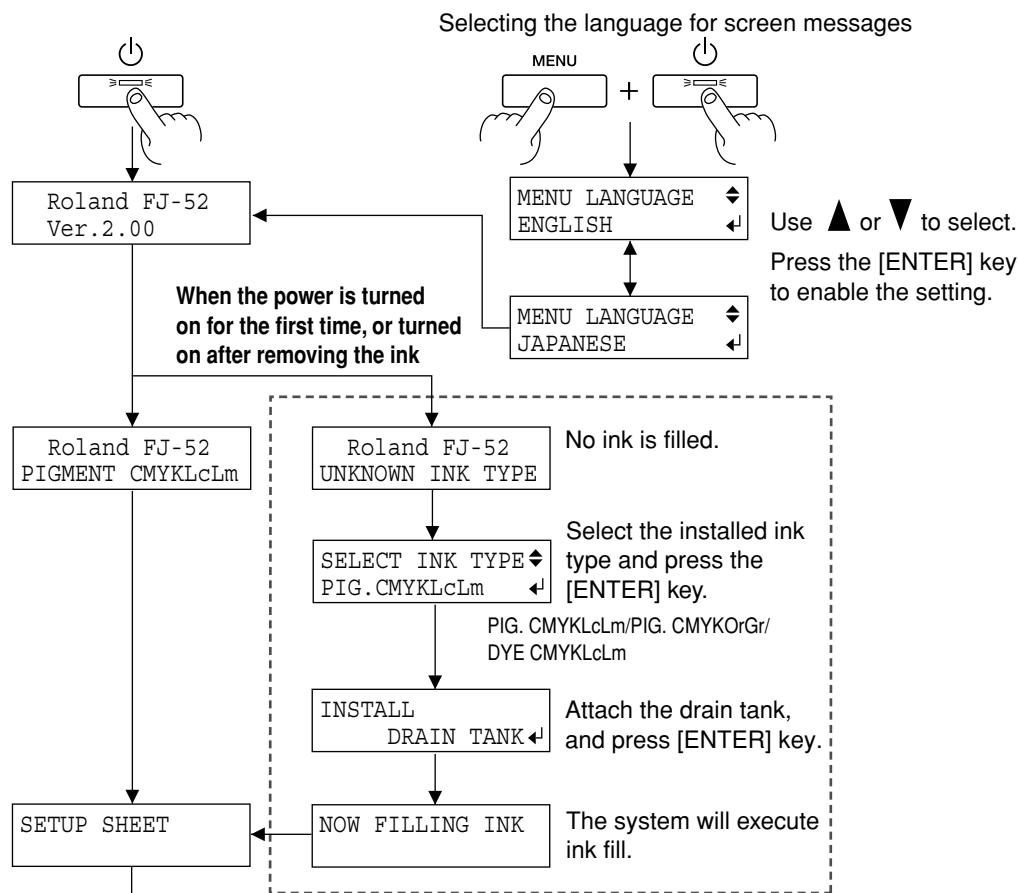 Selecting the language for screen messages
MENU
+
Roland FJ-52
Ver.2.00
MENU LANGUAGE
ENGLISH
Use ▲ or ▼ to select.
Press the [ENTER] key
to enable the setting.
MENU LANGUAGE
JAPANESE
When the power is turned
on for the first time, or turned
on after removing the ink
Roland FJ-52
PIGMENT CMYKLcLm
Roland FJ-52
UNKNOWN INK TYPE
No ink is filled.
SELECT INK TYPE
PIG.CMYKLcLm
Select the installed ink
type and press the
[ENTER] key.
PIG. CMYKLcLm/PIG. CMYKOrGr/
DYE CMYKLcLm
INSTALL
DRAIN TANK
Attach the drain tank,
and press [ENTER] key.
SETUP SHEET
NOW FILLING INK
The system will execute
ink fill.